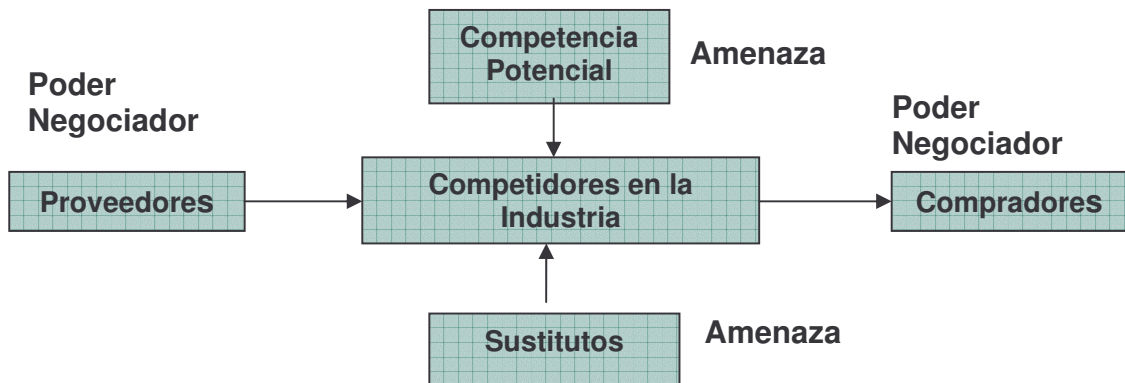 Competencia
Potencial
Amenaza
Poder
Negociador
Poder
Negociador
Proveedores
Competidores en la
Industria
Compradores
Sustitutos
Amenaza